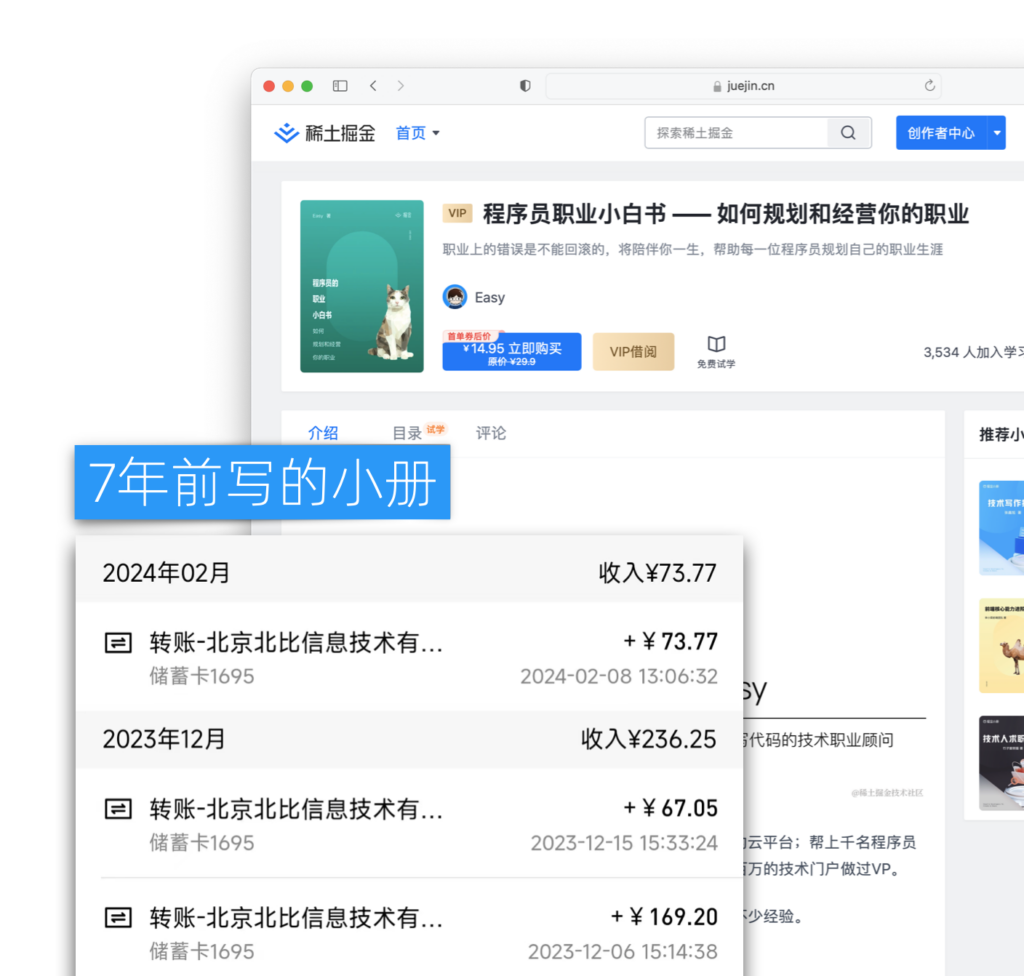 juejin.cn
稀土掘金 首页
探索稀土掘金
创作者中心
Easy 著
程序员的
职业
小白书
如何
规划和经营
你的职业
VIP 程序员职业小白书 —— 如何规划和经营你的职业
职业上的错误是不能回滚的，将陪伴你一生，帮助每一位程序员规划自己的职业生涯
Easy
首单券后价
¥14.95 立即购买
原价 ¥29.9
VIP借阅
免费试学
3,534 人加入学习
介绍 目录 试学 评论
推荐小
7年前写的小册
2024年02月 收入¥73.77
转账-北京北比信息技术有... +¥73.77
储蓄卡1695 2024-02-08 13:06:32
2023年12月 收入¥236.25
转账-北京北比信息技术有... +¥67.05
储蓄卡1695 2023-12-15 15:33:24
转账-北京北比信息技术有... +¥169.20
储蓄卡1695 2023-12-06 15:14:38
sy
写代码的技术职业顾问
@稀土掘金技术社区
云平台；帮上千名程序员
百万的技术门户做过VP。
不少经验。
技术写作
技术人求职